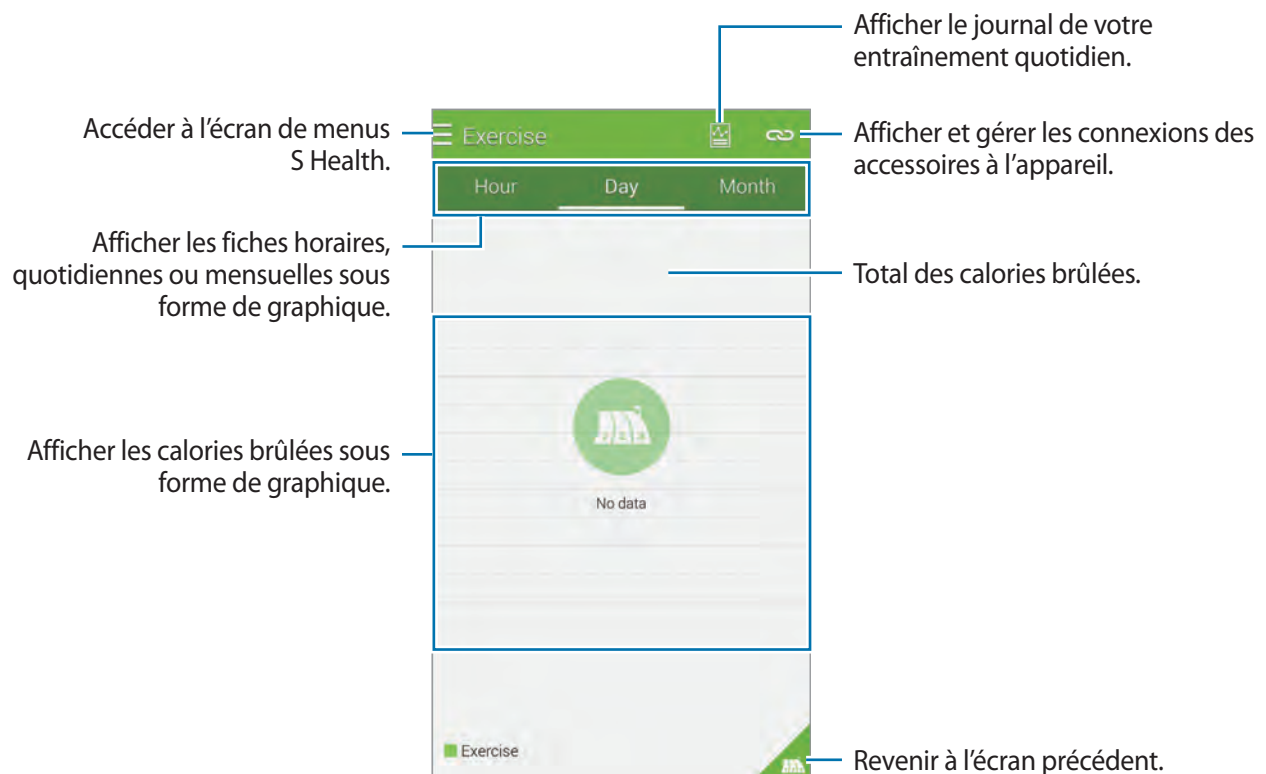 Afficher le journal de votre
entraînement quotidien.
Accéder à l'écran de menus
S Health.
Exercise
Afficher et gérer les connexions des
accessoires à l'appareil.
Hour Day Month
Afficher les fiches horaires,
quotidiennes ou mensuelles sous
forme de graphique.
Total des calories brûlées.
Afficher les calories brûlées sous
forme de graphique.
No data
Exercise
Revenir à l'écran précédent.